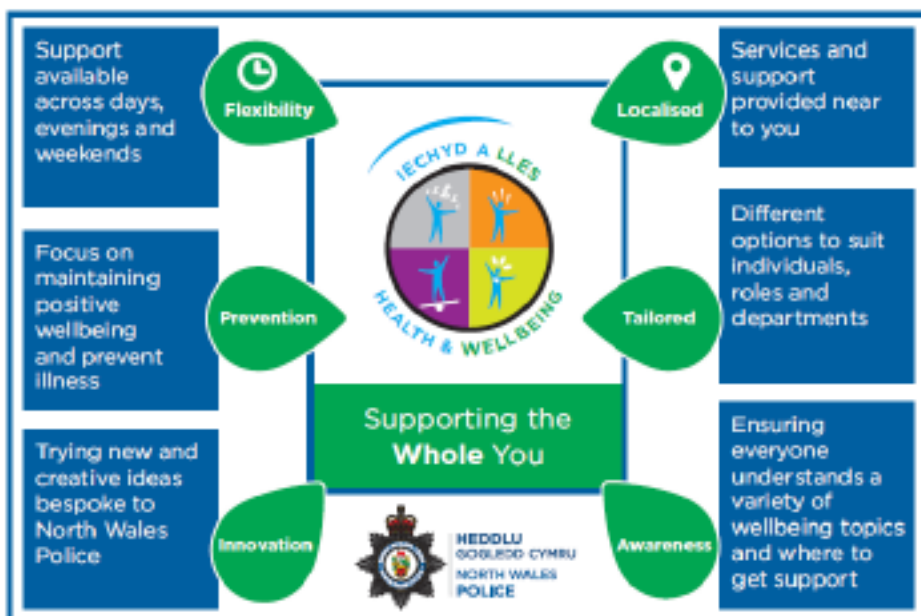 Support
available
across days,
evenings and
weekends
Flexibility
Focus on
maintaining
positive
wellbeing
and prevent
illness
Prevention
Trying new and
creative ideas
bespoke to
North Wales
Police
Innovation
IECHYD A LLES
HEALTH & WELLBEING
Supporting the
Whole You
HEDDLU
GOGLEDD CYMRU
NORTH WALES
POLICE
Localised
Services and
support
provided near
to you
Tailored
Different
options to suit
individuals,
roles and
departments
Awareness
Ensuring
everyone
understands a
variety of
wellbeing topics
and where to
get support